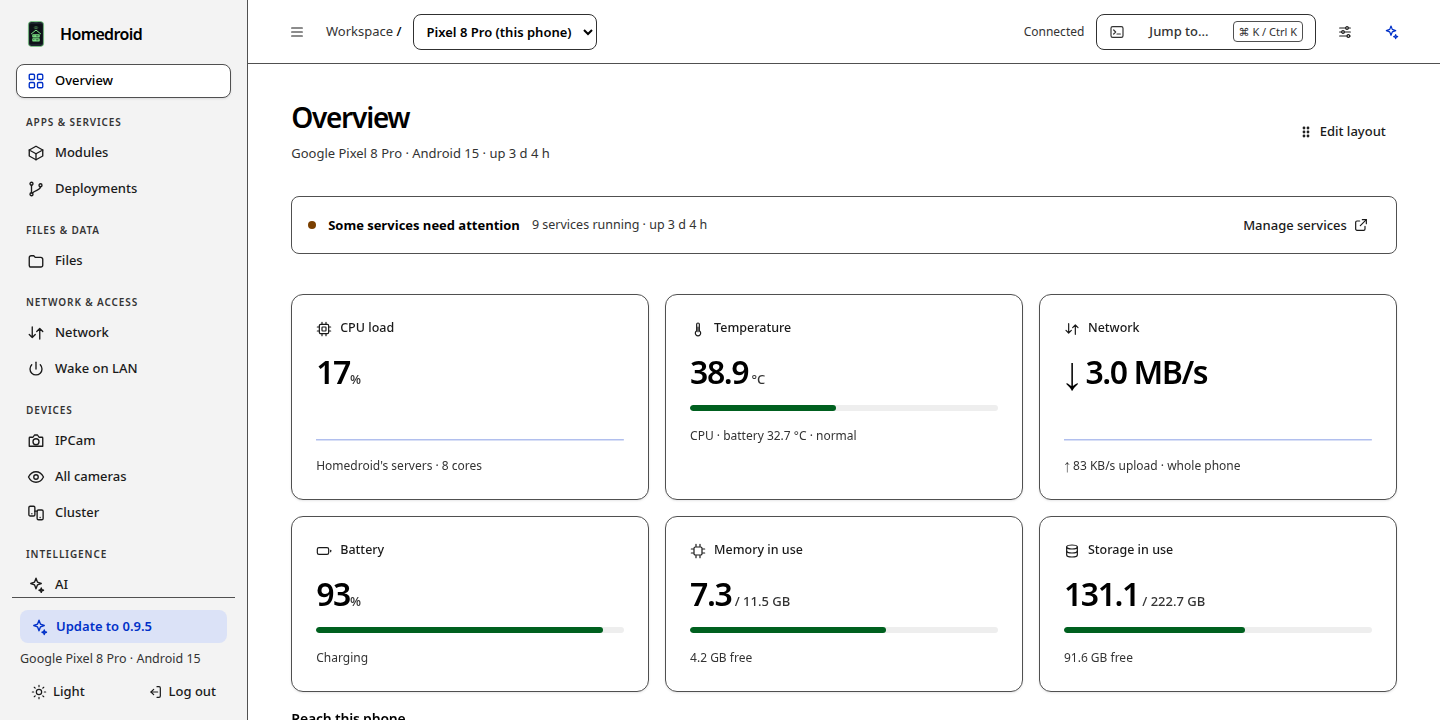 Homedroid
Overview
APPS & SERVICES
Modules
Deployments
FILES & DATA
Files
NETWORK & ACCESS
Network
Wake on LAN
DEVICES
IPCam
All cameras
Cluster
INTELLIGENCE
AI
Update to 0.9.5
Google Pixel 8 Pro · Android 15
Light
Log out
Workspace /
Pixel 8 Pro (this phone)
Connected
Jump to...
⌘ K / Ctrl K
Overview
Google Pixel 8 Pro · Android 15 · up 3 d 4 h
Edit layout
Some services need attention
9 services running · up 3 d 4 h
Manage services
CPU load
17%
Homedroid's servers · 8 cores
Temperature
38.9 °C
CPU · battery 32.7 °C · normal
Network
↓ 3.0 MB/s
↑ 83 KB/s upload · whole phone
Battery
93%
Charging
Memory in use
7.3 / 11.5 GB
4.2 GB free
Storage in use
131.1 / 222.7 GB
91.6 GB free
Reach this phone